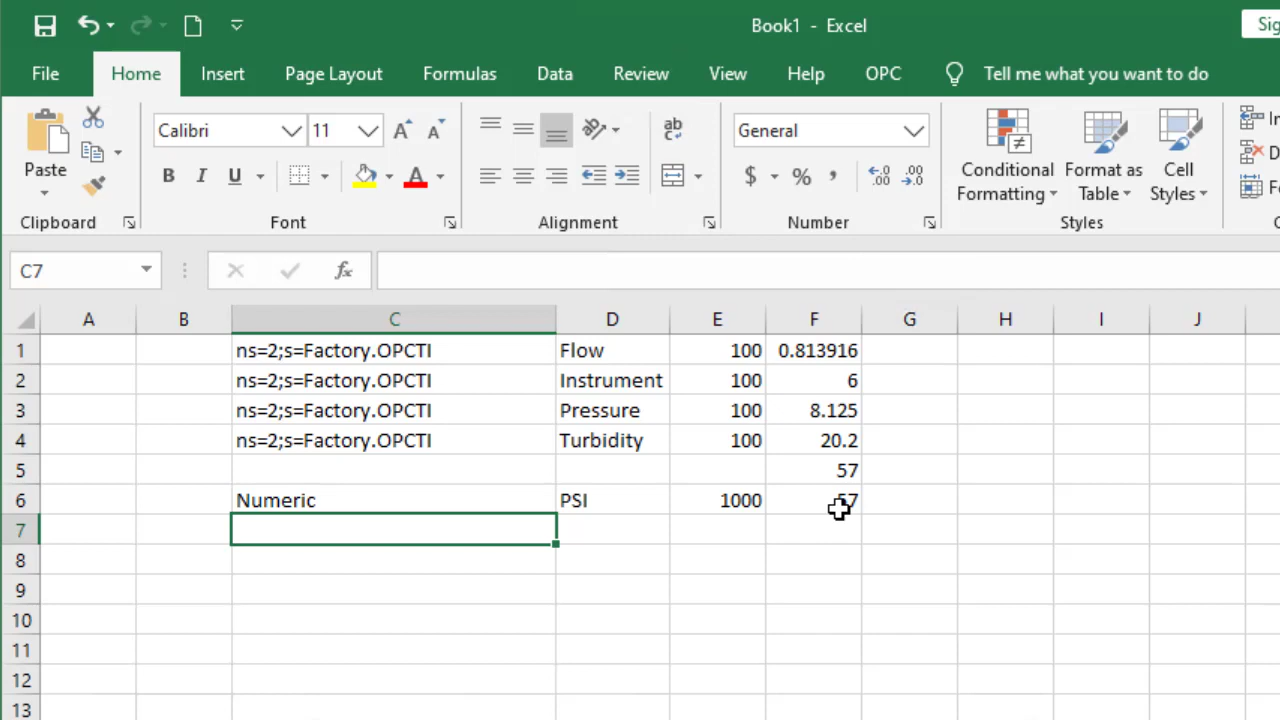 Book1 - Excel
File Home Insert Page Layout Formulas Data Review View Help OPC Tell me what you want to do
Calibri 11 A A
ab
General
Paste
B I U A
$ % ,
Conditional Formatting
Format as Table
Cell Styles
Clipboard Font Alignment Number Styles
C7 fx
A B C D E F G H I J
1 ns=2;s=Factory.OPCTI Flow 100 0.813916
2 ns=2;s=Factory.OPCTI Instrument 100 6
3 ns=2;s=Factory.OPCTI Pressure 100 8.125
4 ns=2;s=Factory.OPCTI Turbidity 100 20.2
5 57
6 Numeric PSI 1000 57
7
8
9
10
11
12
13